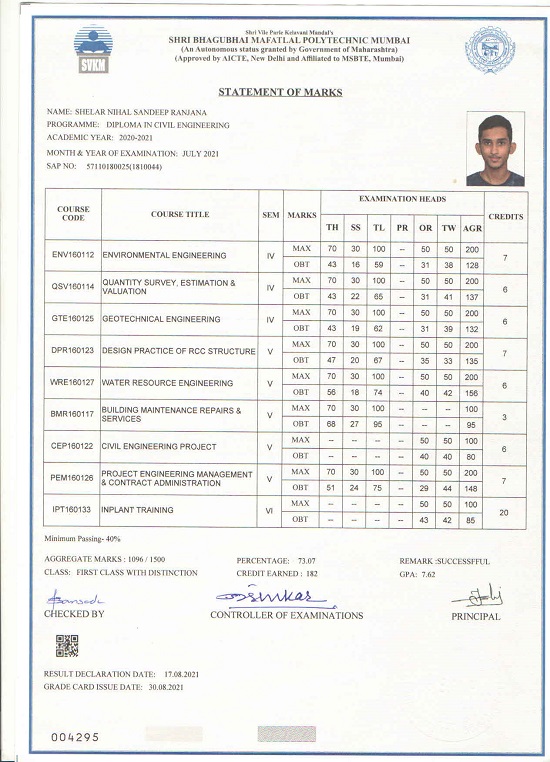 Shri Vile Parle Kelavani Mandal's
SHRI BHAGUBHAI MAFATLAL POLYTECHNIC MUMBAI
(An Autonomous status granted by Government of Maharashtra)
(Approved by AICTE, New Delhi and Affiliated to MSBTE, Mumbai)
SVKM
STATEMENT OF MARKS
NAME: SHELAR NIHAL SANDEEP RANJANA
PROGRAMME: DIPLOMA IN CIVIL ENGINEERING
ACADEMIC YEAR: 2020-2021
MONTH & YEAR OF EXAMINATION: JULY 2021
SAP NO: 57110180025(1810044)
COURSE CODE COURSE TITLE SEM MARKS EXAMINATION HEADS CREDITS
TH SS TL PR OR TW AGR
ENV160112 ENVIRONMENTAL ENGINEERING IV MAX 70 30 100 -- 50 50 200 7
OBT 43 16 59 -- 31 38 128
QSV160114 QUANTITY SURVEY, ESTIMATION & VALUATION IV MAX 70 30 100 -- 50 50 200 6
OBT 43 22 65 -- 31 41 137
GTE160125 GEOTECHNICAL ENGINEERING IV MAX 70 30 100 -- 50 50 200 6
OBT 43 19 62 -- 31 39 132
DPR160123 DESIGN PRACTICE OF RCC STRUCTURE V MAX 70 30 100 -- 50 50 200 7
OBT 47 20 67 -- 35 33 135
WRE160127 WATER RESOURCE ENGINEERING V MAX 70 30 100 -- 50 50 200 6
OBT 56 18 74 -- 40 42 156
BMR160117 BUILDING MAINTENANCE REPAIRS & SERVICES V MAX 70 30 100 -- -- -- 100 3
OBT 68 27 95 -- -- -- 95
CEP160122 CIVIL ENGINEERING PROJECT V MAX -- -- -- -- 50 50 100 6
OBT -- -- -- -- 40 40 80
PEM160126 PROJECT ENGINEERING MANAGEMENT & CONTRACT ADMINISTRATION V MAX 70 30 100 -- 50 50 200 7
OBT 51 24 75 -- 29 44 148
IPT160133 INPLANT TRAINING VI MAX -- -- -- -- 50 50 100 20
OBT -- -- -- -- 43 42 85
Minimum Passing- 40%
AGGREGATE MARKS : 1096 / 1500 PERCENTAGE: 73.07 REMARK :SUCCESSFFUL
CLASS: FIRST CLASS WITH DISTINCTION CREDIT EARNED : 182 GPA: 7.62
CHECKED BY CONTROLLER OF EXAMINATIONS PRINCIPAL
RESULT DECLARATION DATE: 17.08.2021
GRADE CARD ISSUE DATE: 30.08.2021
004295